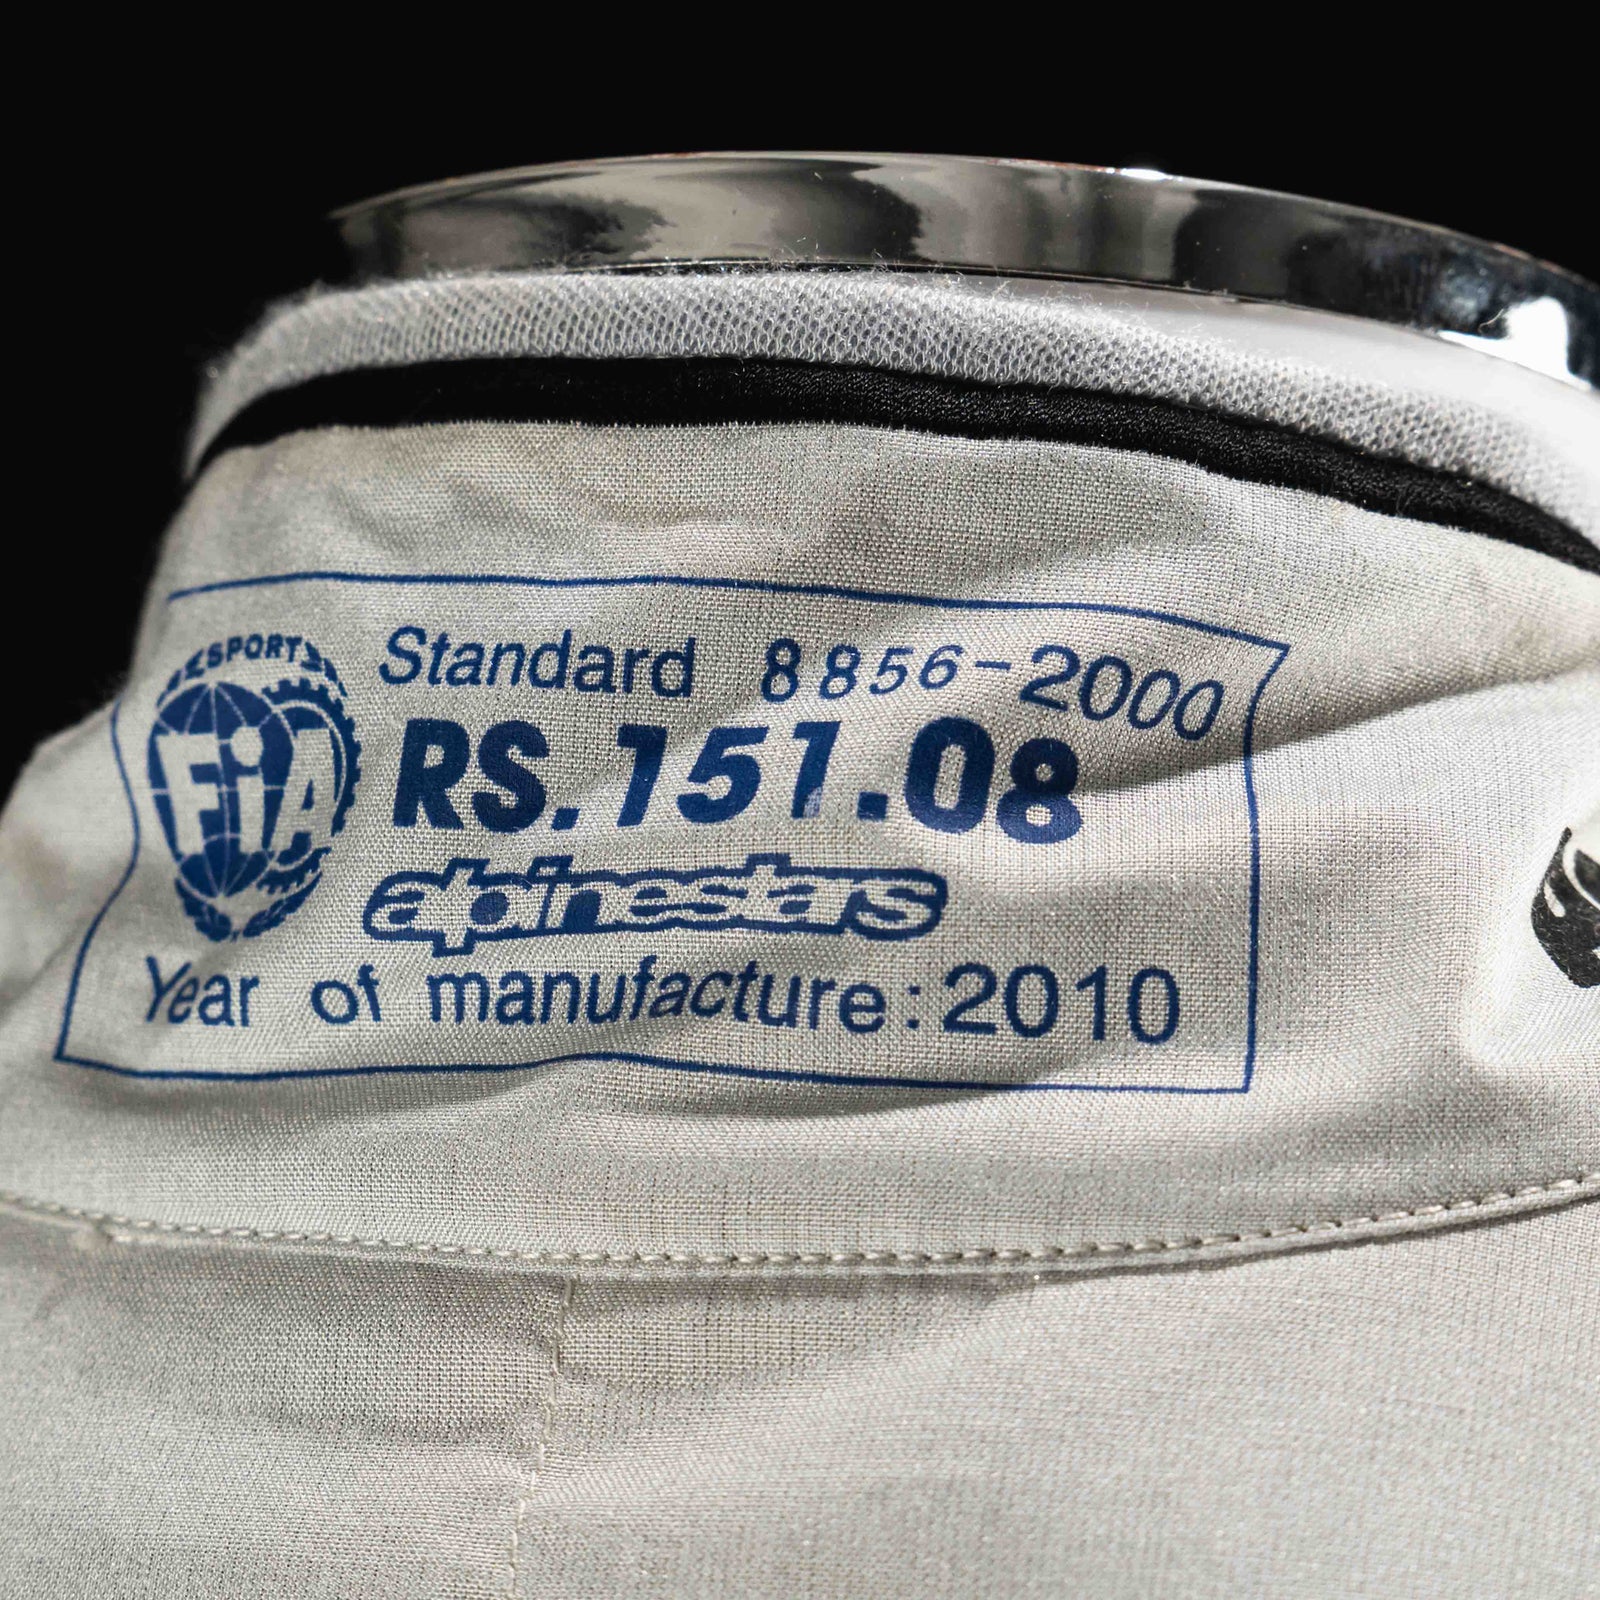 SPORT
FiA
Standard 8856-2000
RS.151.08
alpinestars
Year of manufacture:2010